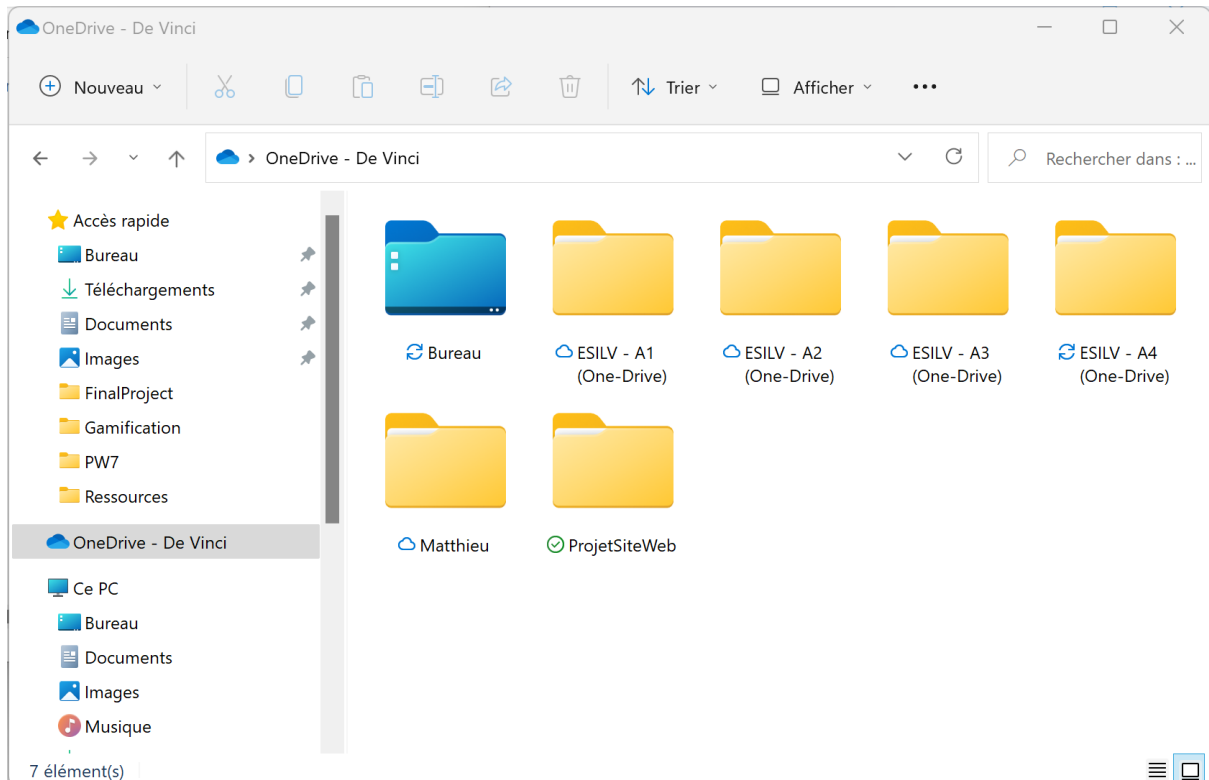 OneDrive - De Vinci
Nouveau
Trier
Afficher
OneDrive - De Vinci
Rechercher dans : ...
Accès rapide
Bureau
Téléchargements
Documents
Images
FinalProject
Gamification
PW7
Ressources
OneDrive - De Vinci
Ce PC
Bureau
Documents
Images
Musique
Bureau
ESILV - A1
(One-Drive)
ESILV - A2
(One-Drive)
ESILV - A3
(One-Drive)
ESILV - A4
(One-Drive)
Matthieu
ProjetSiteWeb
7 élément(s)